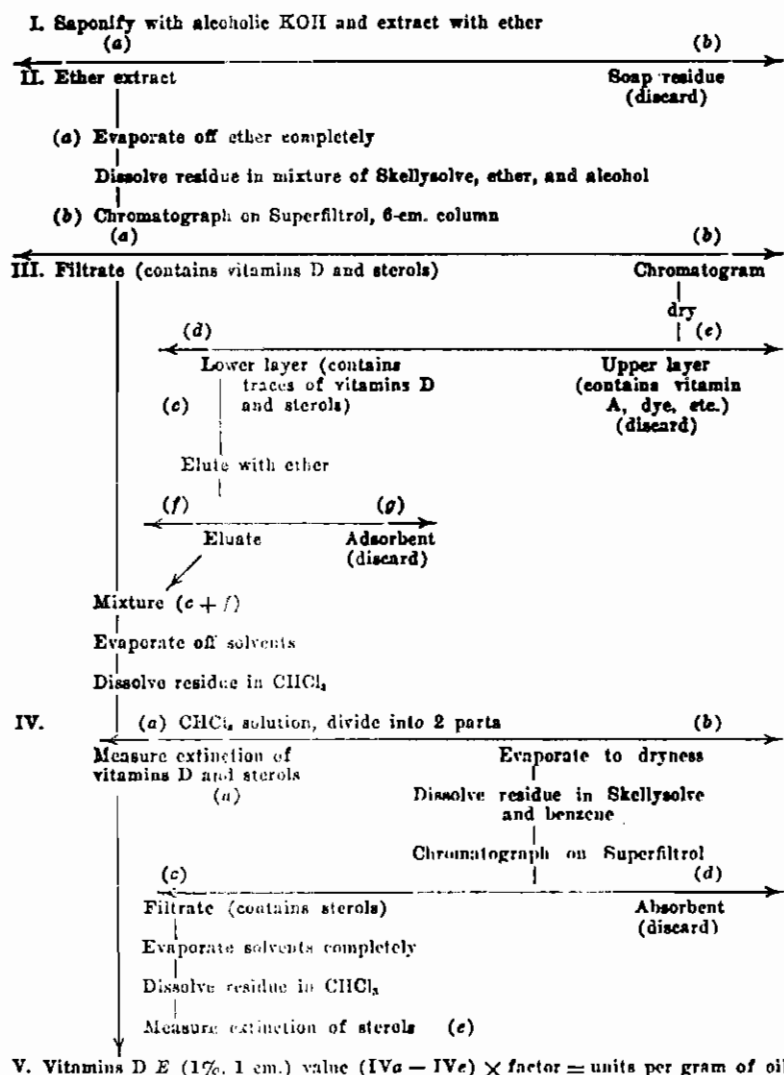 I. Saponify with alcoholic KOH and extract with ether
(a) (b)
II. Ether extract Soap residue
(discard)
(a) Evaporate off ether completely
Dissolve residue in mixture of Skellysolve, ether, and alcohol
(b) Chromatograph on Superfiltrol, 6-cm. column
(a) (b)
III. Filtrate (contains vitamins D and sterols) Chromatogram
dry
(d) (e)
Lower layer (contains Upper layer
traces of vitamins D (contains vitamin
(c) and sterols) A, dye, etc.)
(discard)
Elute with ether
(f) (g)
Eluate Adsorbent
(discard)
Mixture (c + f)
Evaporate off solvents
Dissolve residue in CHCl₃
IV. (a) CHCl₃ solution, divide into 2 parts (b)
Measure extinction of Evaporate to dryness
vitamins D and sterols
(a) Dissolve residue in Skellysolve
and benzene
Chromatograph on Superfiltrol
(c) (d)
Filtrate (contains sterols) Absorbent
(discard)
Evaporate solvents completely
Dissolve residue in CHCl₃
Measure extinction of sterols (e)
V. Vitamins D E (1%, 1 cm.) value (IVa − IVe) × factor = units per gram of oil